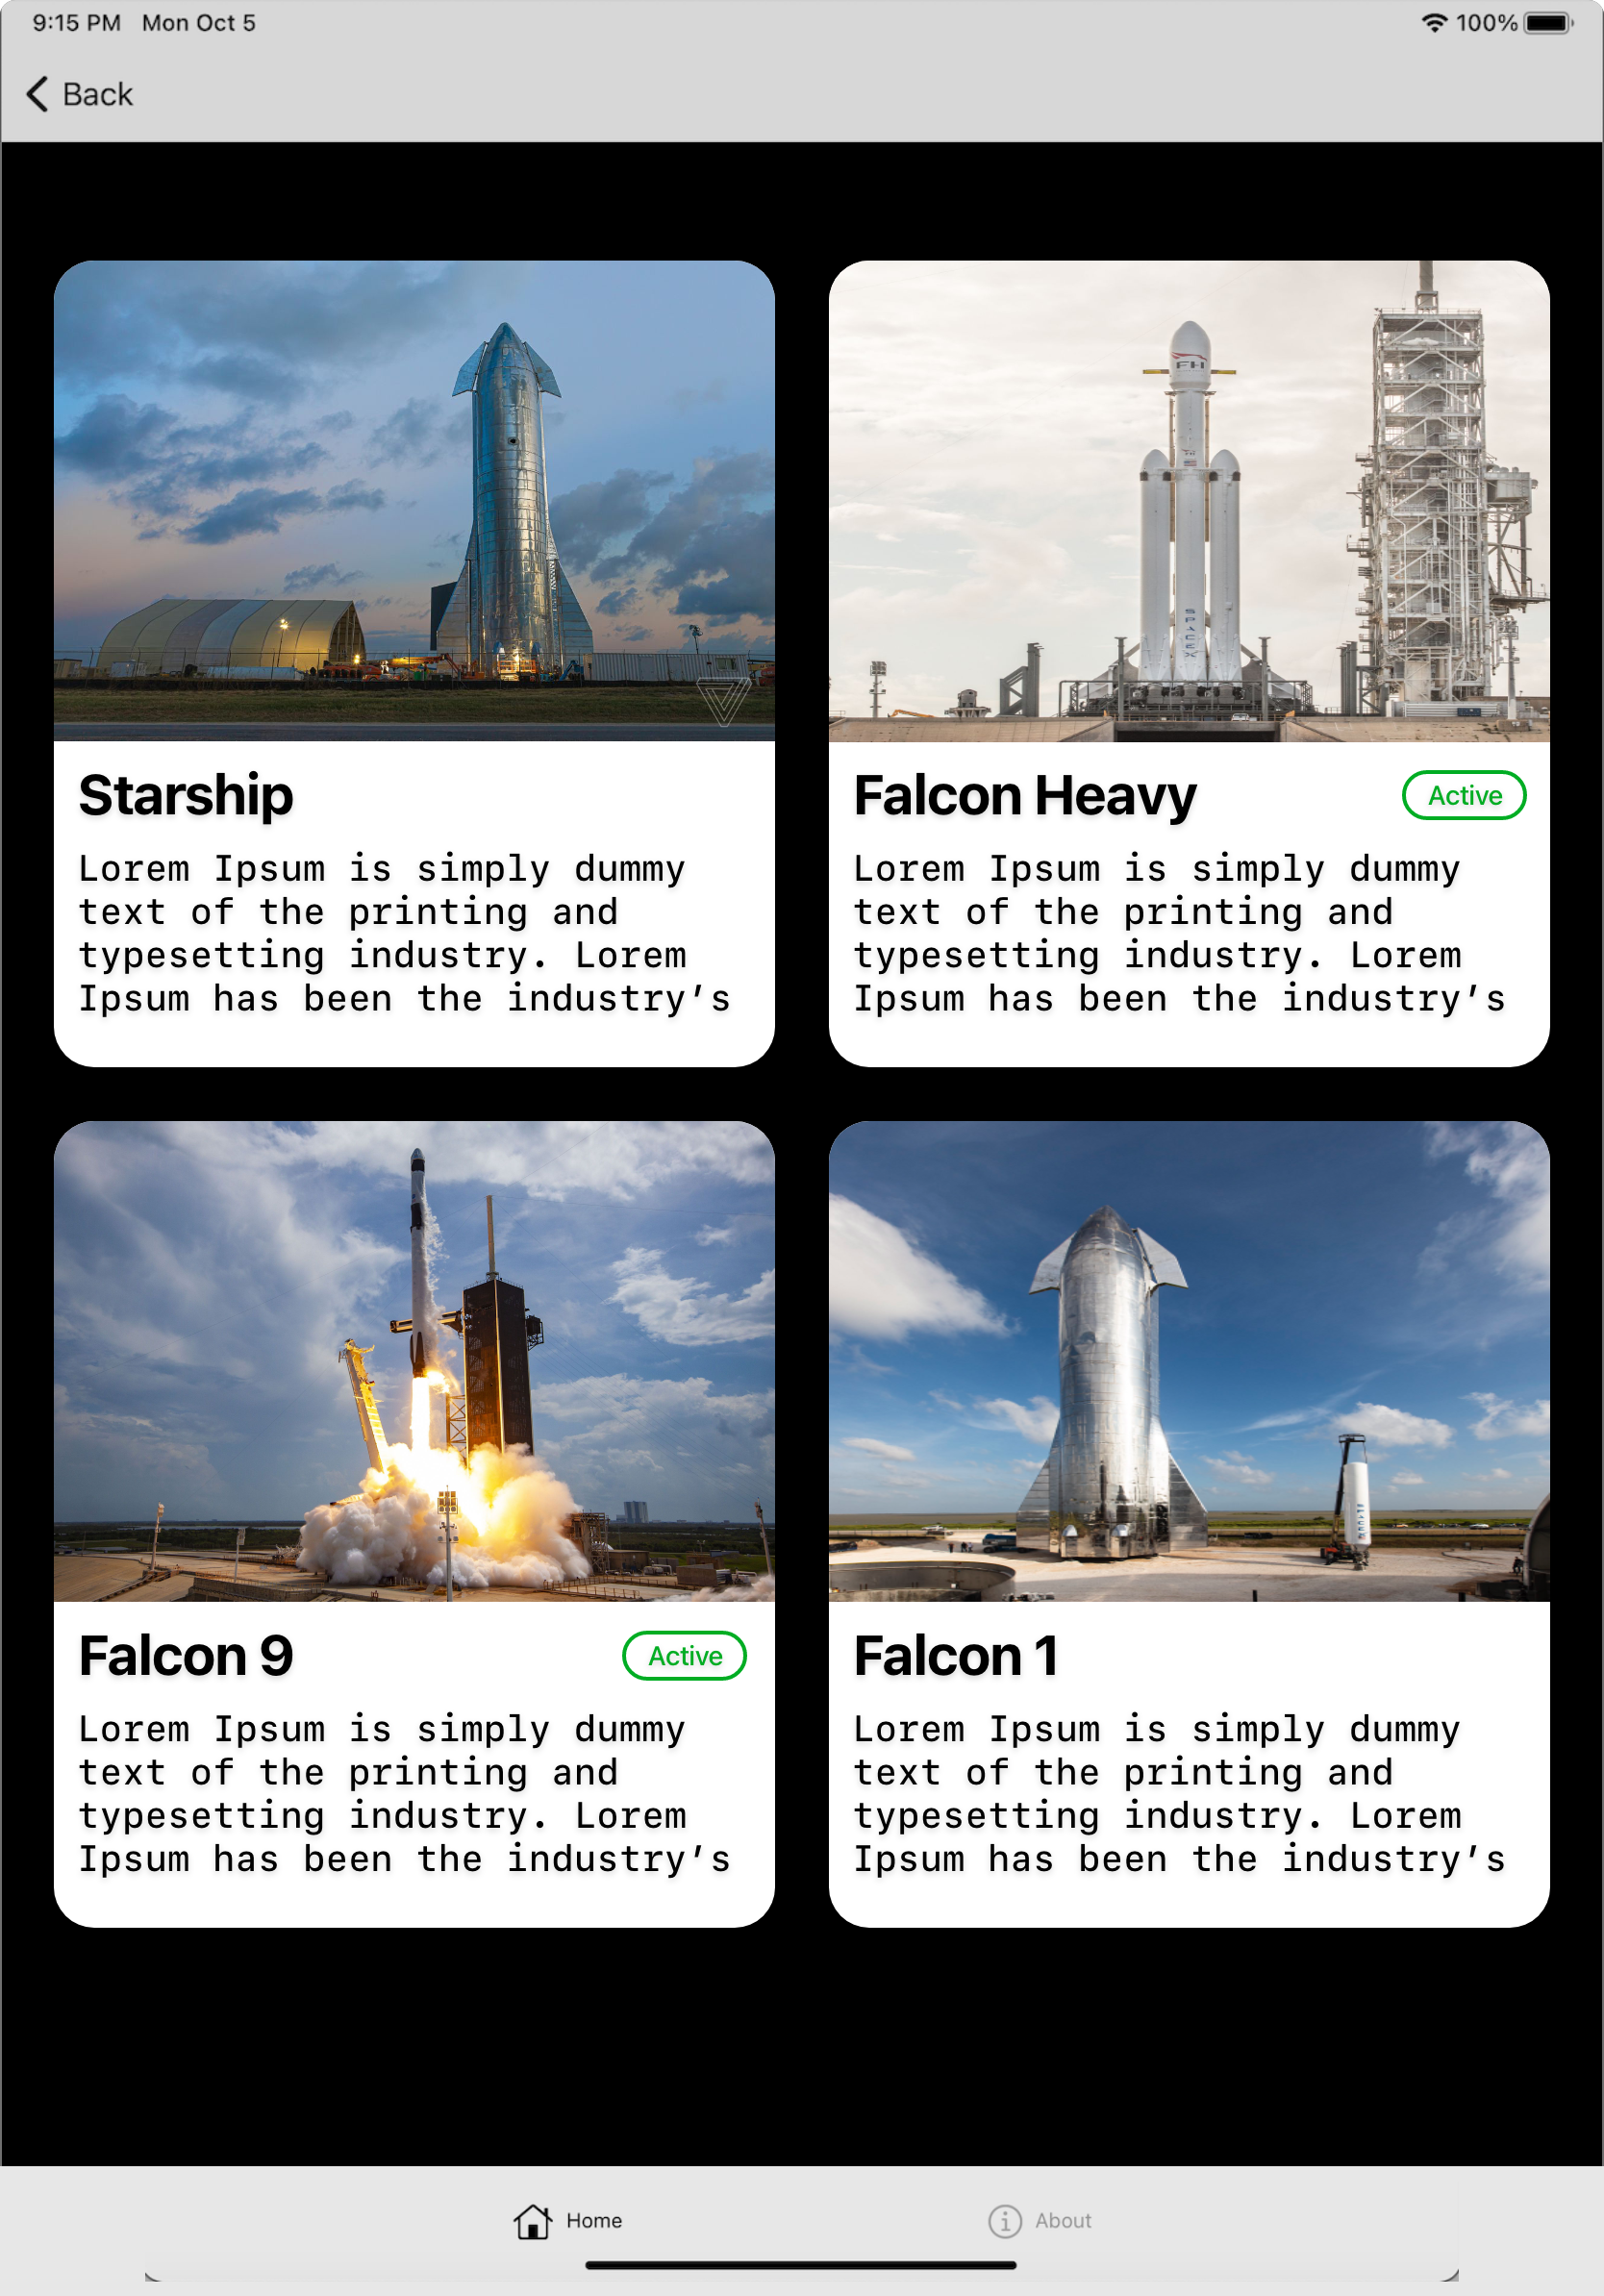 9:15 PM Mon Oct 5
100%
Back
FH
SPACEX
Starship
Lorem Ipsum is simply dummy
text of the printing and
typesetting industry. Lorem
Ipsum has been the industry’s
Falcon Heavy
Active
Lorem Ipsum is simply dummy
text of the printing and
typesetting industry. Lorem
Ipsum has been the industry’s
Falcon 9
Active
Lorem Ipsum is simply dummy
text of the printing and
typesetting industry. Lorem
Ipsum has been the industry’s
Falcon 1
Lorem Ipsum is simply dummy
text of the printing and
typesetting industry. Lorem
Ipsum has been the industry’s
Home
About